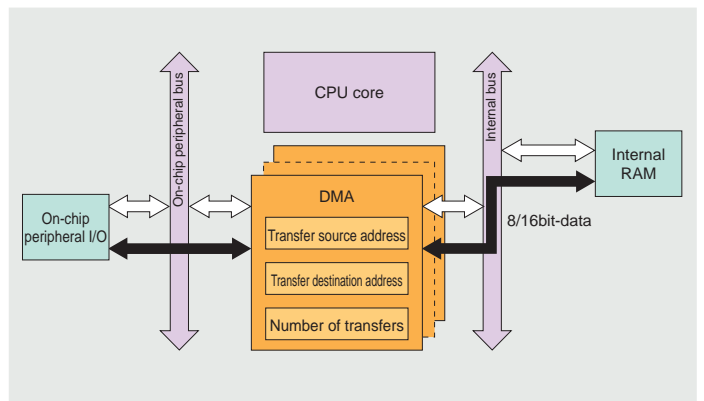 CPU core
On-chip peripheral bus
Internal bus
Internal
RAM
DMA
On-chip
peripheral I/O
8/16bit-data
Transfer source address
Transfer destination address
Number of transfers